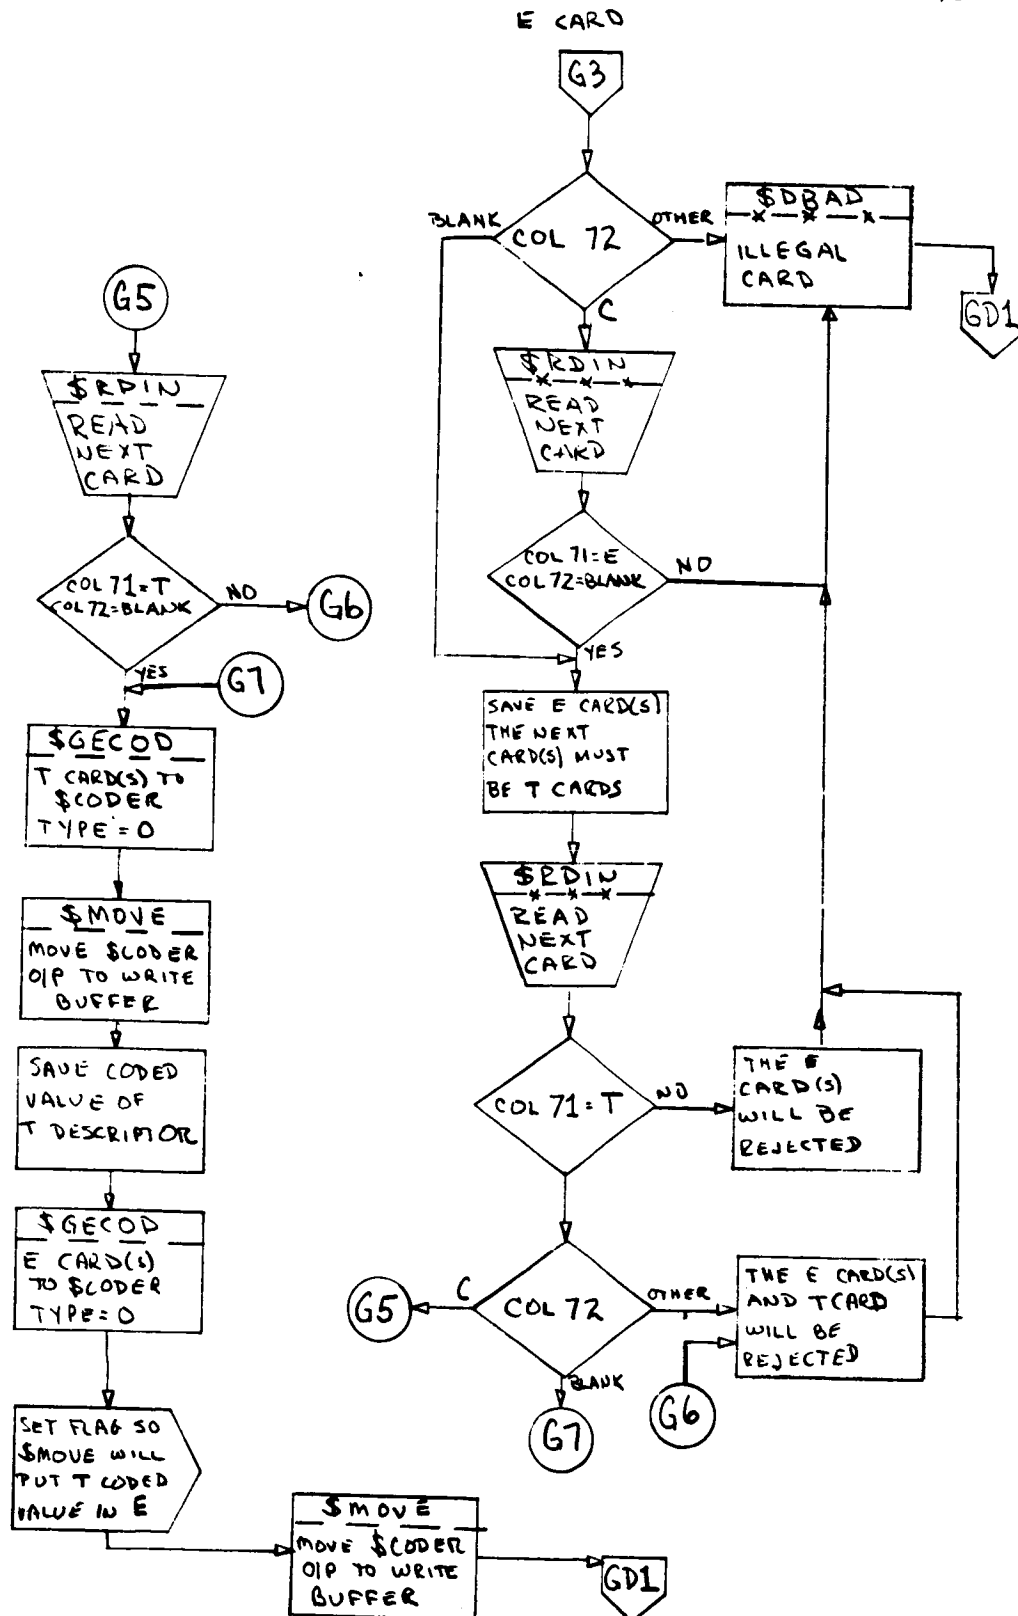 E CARD
G3
COL 72
BLANK
OTHER
C
$DBAD
ILLEGAL
CARD
GD1
$RDIN
READ
NEXT
CARD
COL 71=E
COL 72=BLANK
NO
YES
SAVE E CARD(S)
THE NEXT
CARD(S) MUST
BE T CARDS
$RDIN
READ
NEXT
CARD
COL 71=T
NO
THE E
CARD(S)
WILL BE
REJECTED
COL 72
C
G5
OTHER
THE E CARD(S)
AND T CARD
WILL BE
REJECTED
G6
BLANK
G7
G5
$RDIN
READ
NEXT
CARD
COL 71=T
COL 72=BLANK
NO
G6
YES
G7
$GECOD
T CARD(S) TO
$CODER
TYPE=0
$MOVE
MOVE $CODER
O/P TO WRITE
BUFFER
SAVE CODED
VALUE OF
T DESCRIPTOR
$GECOD
E CARD(S)
TO $CODER
TYPE=0
SET FLAG SO
$MOVE WILL
PUT T CODED
VALUE IN E
$MOVE
MOVE $CODER
O/P TO WRITE
BUFFER
GD1